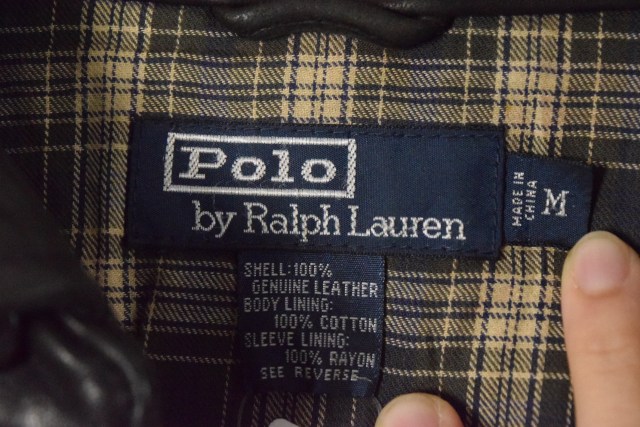 Polo
by Ralph Lauren
MADE IN
CHINA
M
SHELL:100%
GENUINE LEATHER
BODY LINING:
100% COTTON
SLEEVE LINING:
100% RAYON
SEE REVERSE